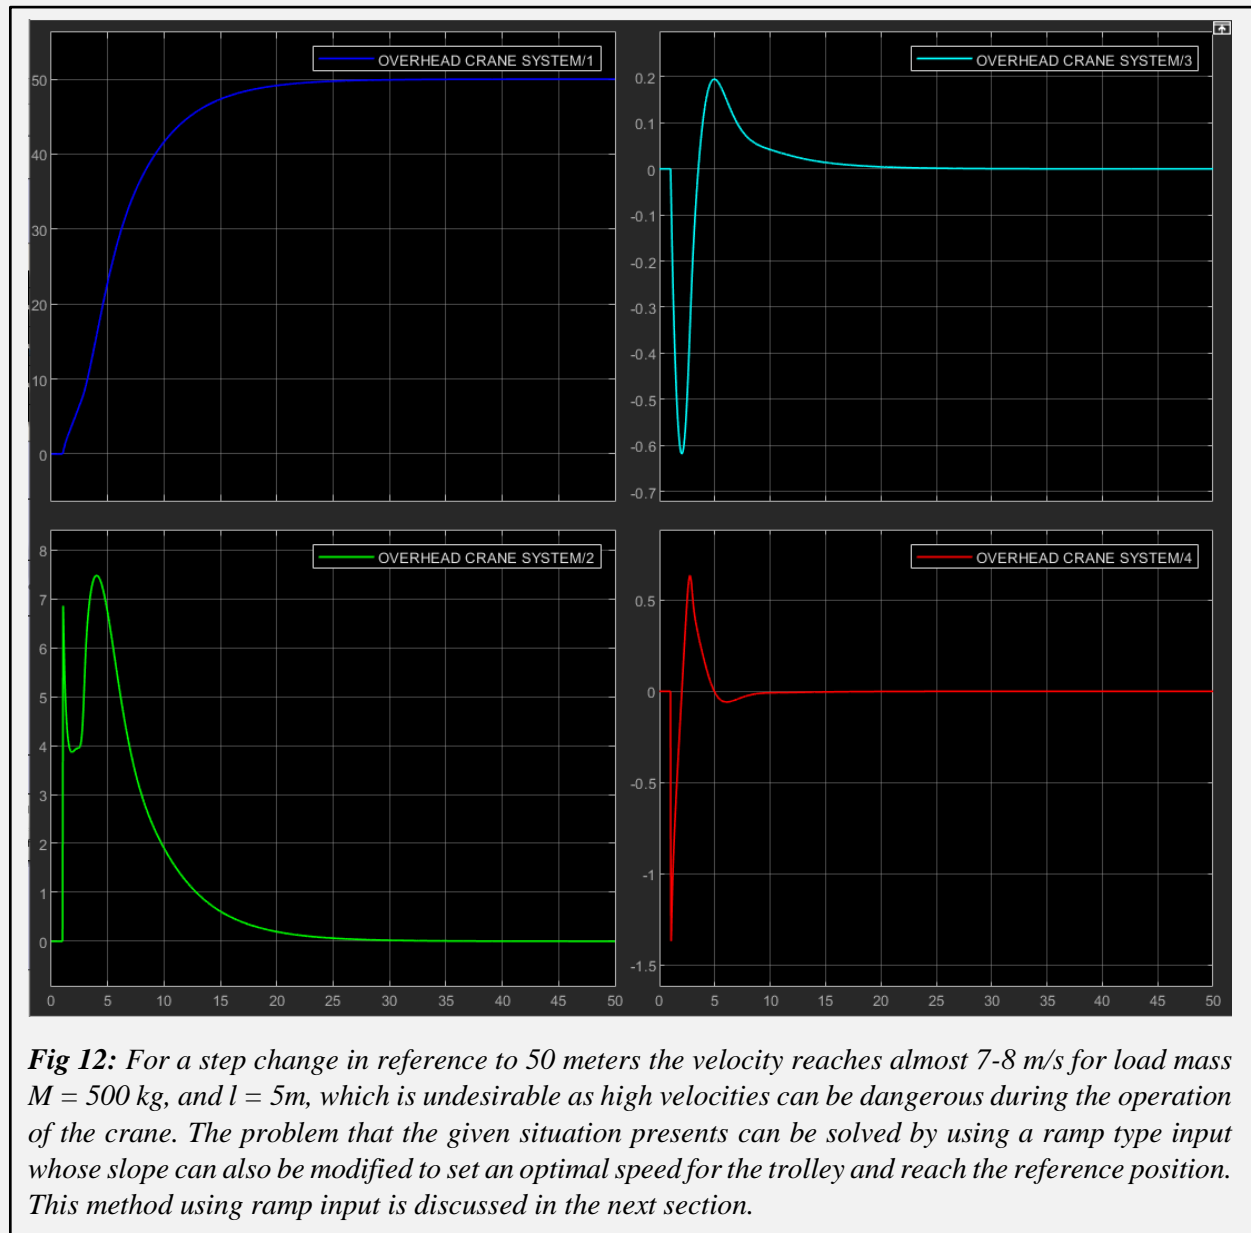 OVERHEAD CRANE SYSTEM/1
50
40
30
20
10
0
OVERHEAD CRANE SYSTEM/3
0.2
0.1
0
-0.1
-0.2
-0.3
-0.4
-0.5
-0.6
-0.7
OVERHEAD CRANE SYSTEM/2
8
7
6
5
4
3
2
1
0
0 5 10 15 20 25 30 35 40 45 50
OVERHEAD CRANE SYSTEM/4
0.5
0
-0.5
-1
-1.5
0 5 10 15 20 25 30 35 40 45 50
Fig 12: For a step change in reference to 50 meters the velocity reaches almost 7-8 m/s for load mass
M = 500 kg, and l = 5m, which is undesirable as high velocities can be dangerous during the operation
of the crane. The problem that the given situation presents can be solved by using a ramp type input
whose slope can also be modified to set an optimal speed for the trolley and reach the reference position.
This method using ramp input is discussed in the next section.